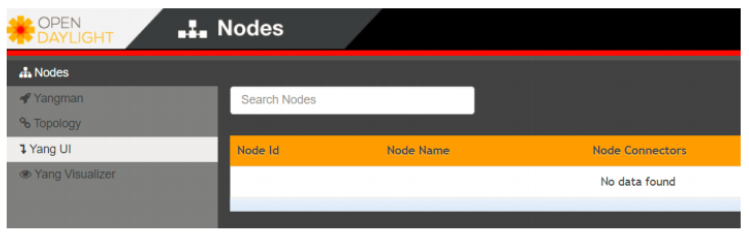 OPEN
DAYLIGHT
Nodes
Nodes
Yangman
Search Nodes
Topology
Yang UI
Node Id Node Name Node Connectors
Yang Visualizer
No data found